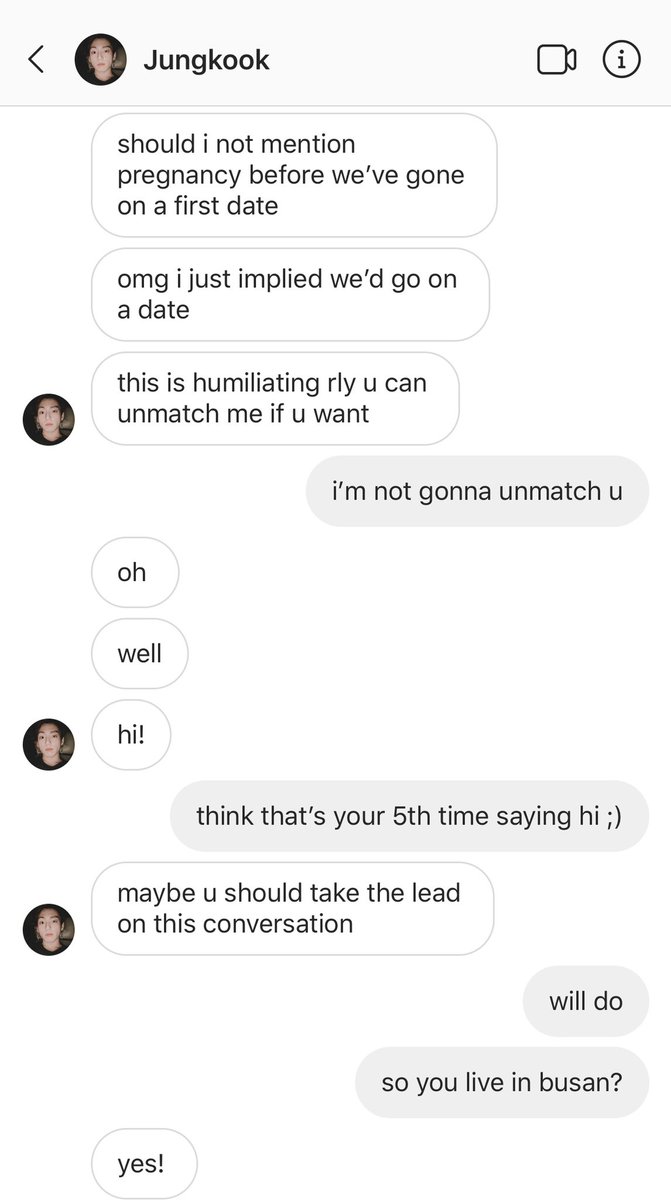 Jungkook
should i not mention
pregnancy before we’ve gone
on a first date
omg i just implied we’d go on
a date
this is humiliating rly u can
unmatch me if u want
i’m not gonna unmatch u
oh
well
hi!
think that’s your 5th time saying hi ;)
maybe u should take the lead
on this conversation
will do
so you live in busan?
yes!